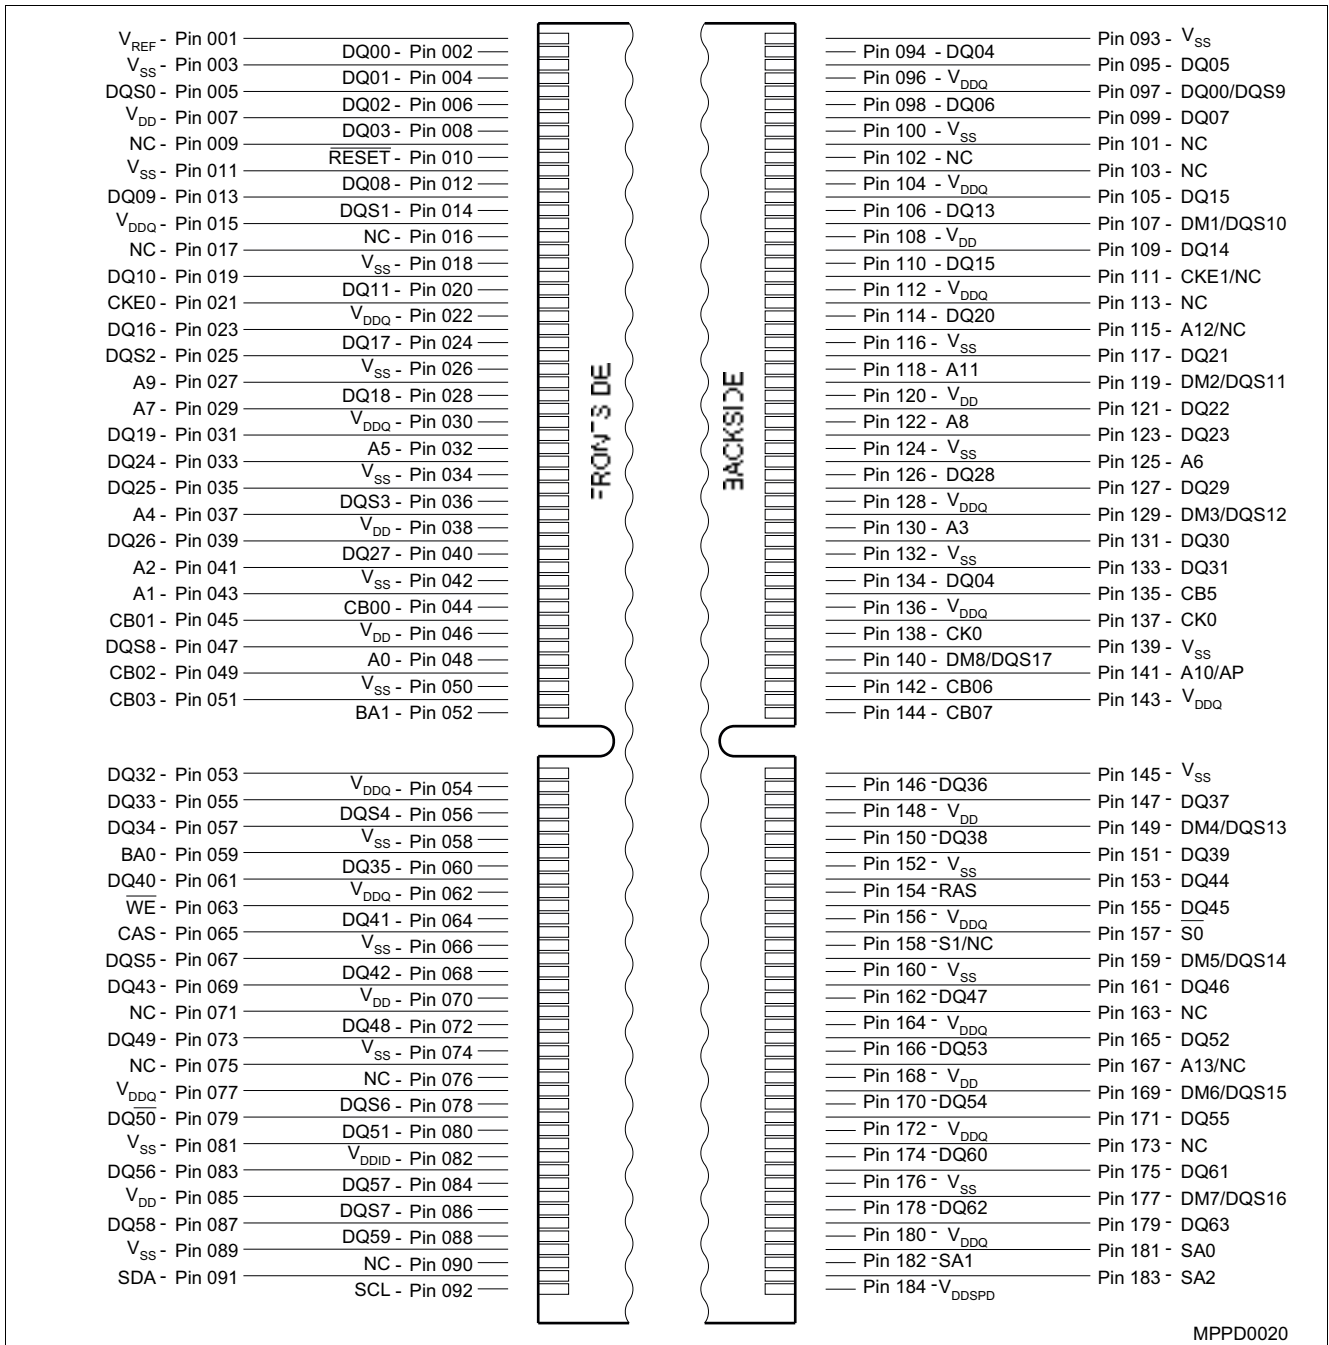 VREF - Pin 001
DQ00 - Pin 002
VSS - Pin 003
DQ01 - Pin 004
DQS0 - Pin 005
DQ02 - Pin 006
VDD - Pin 007
DQ03 - Pin 008
NC - Pin 009
RESET - Pin 010
VSS - Pin 011
DQ08 - Pin 012
DQ09 - Pin 013
DQS1 - Pin 014
VDDQ - Pin 015
NC - Pin 016
NC - Pin 017
VSS - Pin 018
DQ10 - Pin 019
DQ11 - Pin 020
CKE0 - Pin 021
VDDQ - Pin 022
DQ16 - Pin 023
DQ17 - Pin 024
DQS2 - Pin 025
VSS - Pin 026
A9 - Pin 027
DQ18 - Pin 028
A7 - Pin 029
VDDQ - Pin 030
DQ19 - Pin 031
A5 - Pin 032
DQ24 - Pin 033
VSS - Pin 034
DQ25 - Pin 035
DQS3 - Pin 036
A4 - Pin 037
VDD - Pin 038
DQ26 - Pin 039
DQ27 - Pin 040
A2 - Pin 041
VSS - Pin 042
A1 - Pin 043
CB00 - Pin 044
CB01 - Pin 045
VDD - Pin 046
DQS8 - Pin 047
A0 - Pin 048
CB02 - Pin 049
VSS - Pin 050
CB03 - Pin 051
BA1 - Pin 052
DQ32 - Pin 053
VDDQ - Pin 054
DQ33 - Pin 055
DQS4 - Pin 056
DQ34 - Pin 057
VSS - Pin 058
BA0 - Pin 059
DQ35 - Pin 060
DQ40 - Pin 061
VDDQ - Pin 062
WE - Pin 063
DQ41 - Pin 064
CAS - Pin 065
VSS - Pin 066
DQS5 - Pin 067
DQ42 - Pin 068
DQ43 - Pin 069
VDD - Pin 070
NC - Pin 071
DQ48 - Pin 072
DQ49 - Pin 073
VSS - Pin 074
NC - Pin 075
NC - Pin 076
VDDQ - Pin 077
DQS6 - Pin 078
DQ50 - Pin 079
DQ51 - Pin 080
VSS - Pin 081
VDDID - Pin 082
DQ56 - Pin 083
DQ57 - Pin 084
VDD - Pin 085
DQS7 - Pin 086
DQ58 - Pin 087
DQ59 - Pin 088
VSS - Pin 089
NC - Pin 090
SDA - Pin 091
SCL - Pin 092
FRONTSIDE
BACKSIDE
Pin 093 - VSS
Pin 094 - DQ04
Pin 095 - DQ05
Pin 096 - VDDQ
Pin 097 - DQ00/DQS9
Pin 098 - DQ06
Pin 099 - DQ07
Pin 100 - VSS
Pin 101 - NC
Pin 102 - NC
Pin 103 - NC
Pin 104 - VDDQ
Pin 105 - DQ15
Pin 106 - DQ13
Pin 107 - DM1/DQS10
Pin 108 - VDD
Pin 109 - DQ14
Pin 110 - DQ15
Pin 111 - CKE1/NC
Pin 112 - VDDQ
Pin 113 - NC
Pin 114 - DQ20
Pin 115 - A12/NC
Pin 116 - VSS
Pin 117 - DQ21
Pin 118 - A11
Pin 119 - DM2/DQS11
Pin 120 - VDD
Pin 121 - DQ22
Pin 122 - A8
Pin 123 - DQ23
Pin 124 - VSS
Pin 125 - A6
Pin 126 - DQ28
Pin 127 - DQ29
Pin 128 - VDDQ
Pin 129 - DM3/DQS12
Pin 130 - A3
Pin 131 - DQ30
Pin 132 - VSS
Pin 133 - DQ31
Pin 134 - DQ04
Pin 135 - CB5
Pin 136 - VDDQ
Pin 137 - CK0
Pin 138 - CK0
Pin 139 - VSS
Pin 140 - DM8/DQS17
Pin 141 - A10/AP
Pin 142 - CB06
Pin 143 - VDDQ
Pin 144 - CB07
Pin 145 - VSS
Pin 146 -DQ36
Pin 147 - DQ37
Pin 148 - VDD
Pin 149 - DM4/DQS13
Pin 150 -DQ38
Pin 151 - DQ39
Pin 152 - VSS
Pin 153 - DQ44
Pin 154 -RAS
Pin 155 - DQ45
Pin 156 - VDDQ
Pin 157 - S0
Pin 158 -S1/NC
Pin 159 - DM5/DQS14
Pin 160 - VSS
Pin 161 - DQ46
Pin 162 -DQ47
Pin 163 - NC
Pin 164 - VDDQ
Pin 165 - DQ52
Pin 166 -DQ53
Pin 167 - A13/NC
Pin 168 - VDD
Pin 169 - DM6/DQS15
Pin 170 -DQ54
Pin 171 - DQ55
Pin 172 - VDDQ
Pin 173 - NC
Pin 174 -DQ60
Pin 175 - DQ61
Pin 176 - VSS
Pin 177 - DM7/DQS16
Pin 178 -DQ62
Pin 179 - DQ63
Pin 180 - VDDQ
Pin 181 - SA0
Pin 182 -SA1
Pin 183 - SA2
Pin 184 -VDDSPD
MPPD0020